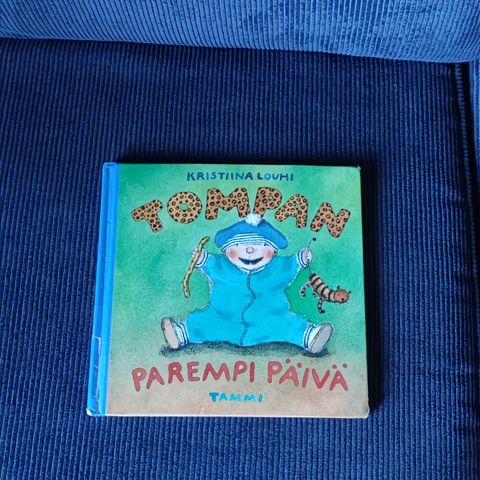 KRISTIINA LOUHI
TOMPAN
PAREMPI PÄIVÄ
TAMMI